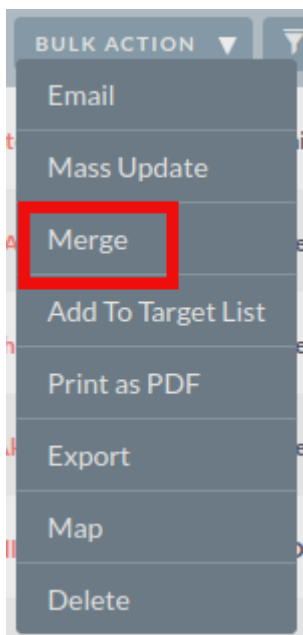 BULK ACTION
Email
Mass Update
Merge
Add To Target List
Print as PDF
Export
Map
Delete